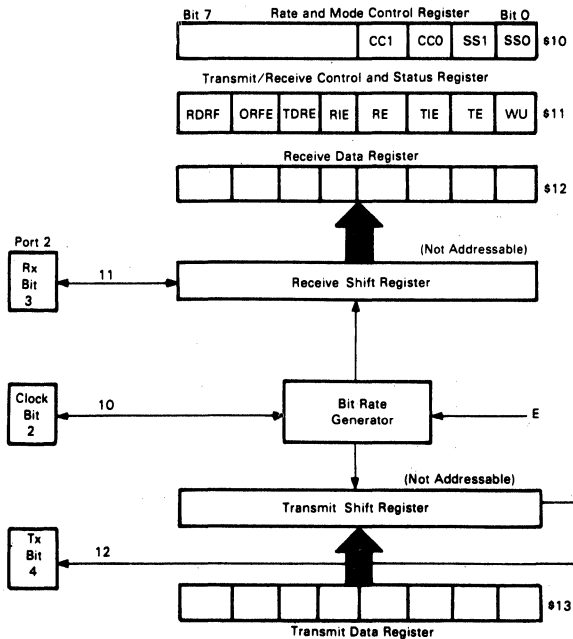 Bit 7 Rate and Mode Control Register Bit 0
CC1 CC0 SS1 SS0 $10
Transmit/Receive Control and Status Register
RDRF ORFE TDRE RIE RE TIE TE WU $11
Receive Data Register
$12
Port 2
(Not Addressable)
Rx
Bit
3
11
Receive Shift Register
Clock
Bit
2
10
Bit Rate
Generator
E
(Not Addressable)
Transmit Shift Register
Tx
Bit
4
12
$13
Transmit Data Register